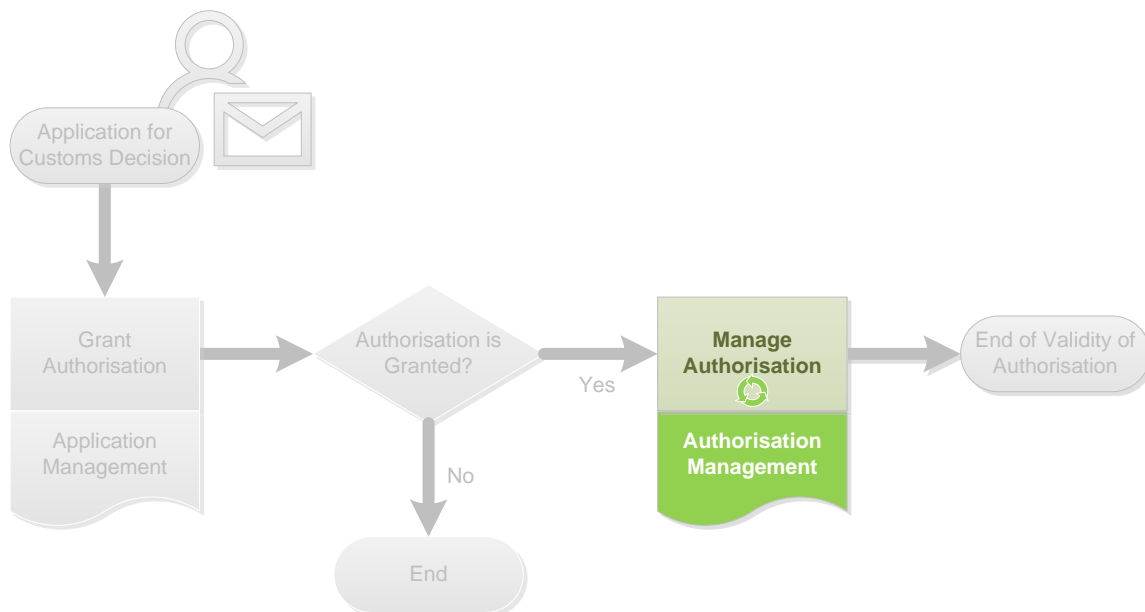 Application for
Customs Decision
Grant
Authorisation
Application
Management
Authorisation is
Granted?
Yes
No
End
Manage
Authorisation
Authorisation
Management
End of Validity of
Authorisation